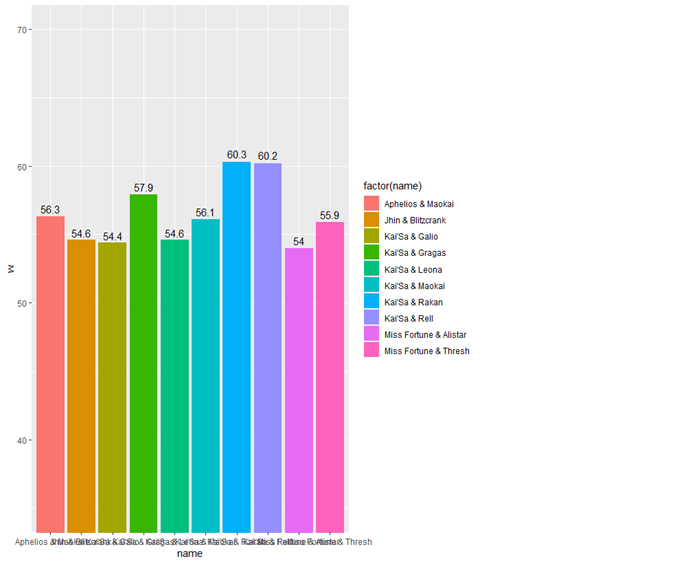 70
60
50
40
w
56.3
54.6
54.4
57.9
54.6
56.1
60.3
60.2
54
55.9
Aphelios &
& Thresh
name
factor(name)
Aphelios & Maokai
Jhin & Blitzcrank
Kai'Sa & Galio
Kai'Sa & Gragas
Kai'Sa & Leona
Kai'Sa & Maokai
Kai'Sa & Rakan
Kai'Sa & Rell
Miss Fortune & Alistar
Miss Fortune & Thresh